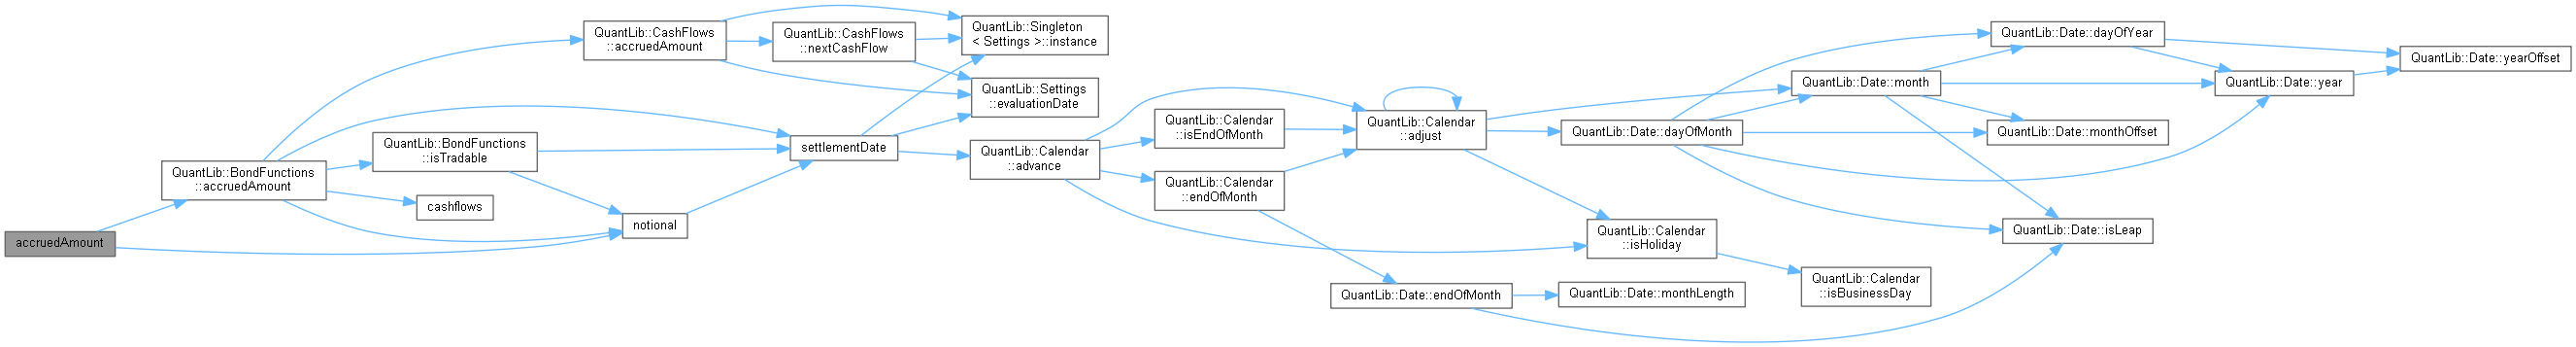 accruedAmount
QuantLib::BondFunctions
::accruedAmount
QuantLib::CashFlows
::accruedAmount
QuantLib::BondFunctions
::isTradable
cashflows
notional
QuantLib::CashFlows
::nextCashFlow
settlementDate
QuantLib::Singleton
< Settings >::instance
QuantLib::Settings
::evaluationDate
QuantLib::Calendar
::advance
QuantLib::Calendar
::isEndOfMonth
QuantLib::Calendar
::endOfMonth
QuantLib::Calendar
::adjust
QuantLib::Date::endOfMonth
QuantLib::Date::dayOfMonth
QuantLib::Calendar
::isHoliday
QuantLib::Date::monthLength
QuantLib::Date::month
QuantLib::Calendar
::isBusinessDay
QuantLib::Date::dayOfYear
QuantLib::Date::monthOffset
QuantLib::Date::isLeap
QuantLib::Date::year
QuantLib::Date::yearOffset